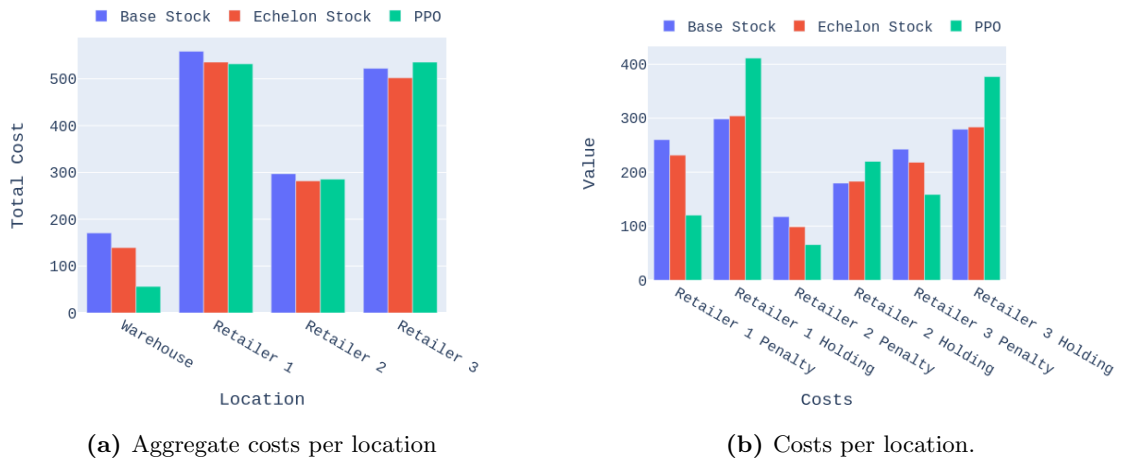 Base Stock Echelon Stock PPO
500
400
300
200
100
0
Total Cost
Warehouse
Retailer 1
Retailer 2
Retailer 3
Location
(a) Aggregate costs per location
Base Stock Echelon Stock PPO
400
300
200
100
0
Value
Retailer 1 Penalty
Retailer 1 Holding
Retailer 2 Penalty
Retailer 2 Holding
Retailer 3 Penalty
Retailer 3 Holding
Costs
(b) Costs per location.